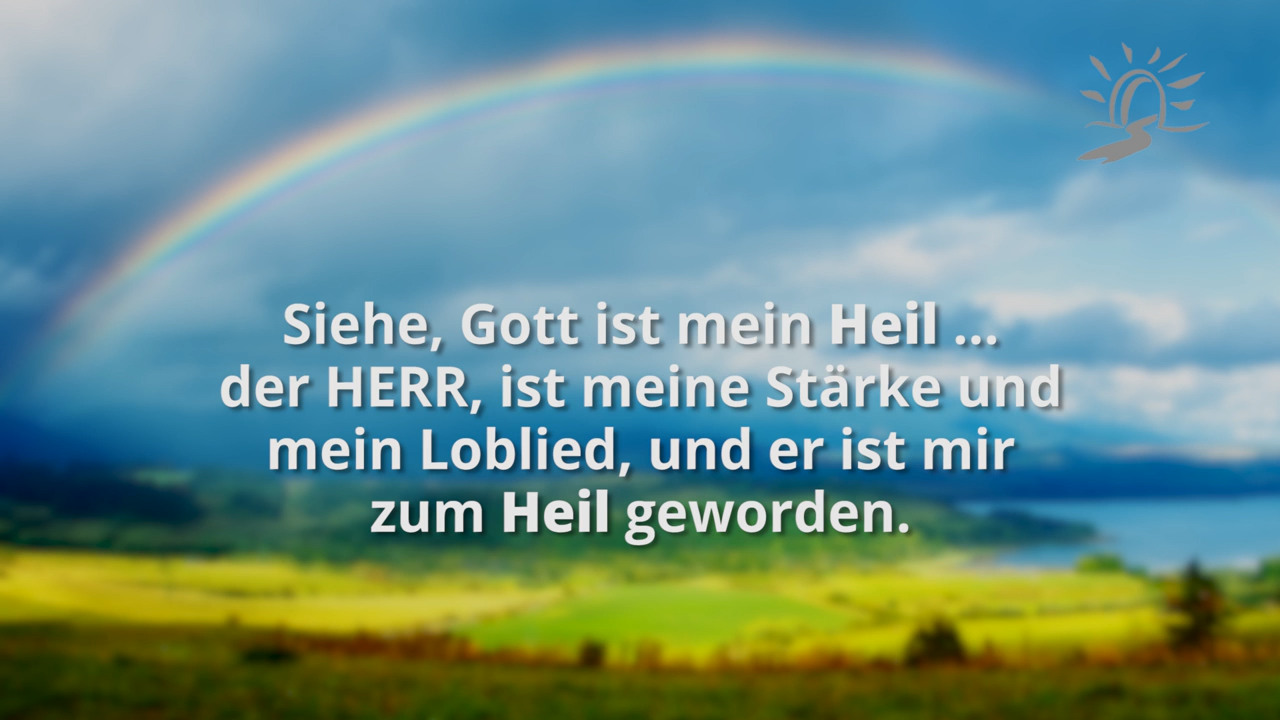 Siehe, Gott ist mein Heil ...
der HERR, ist meine Stärke und
mein Loblied, und er ist mir
zum Heil geworden.